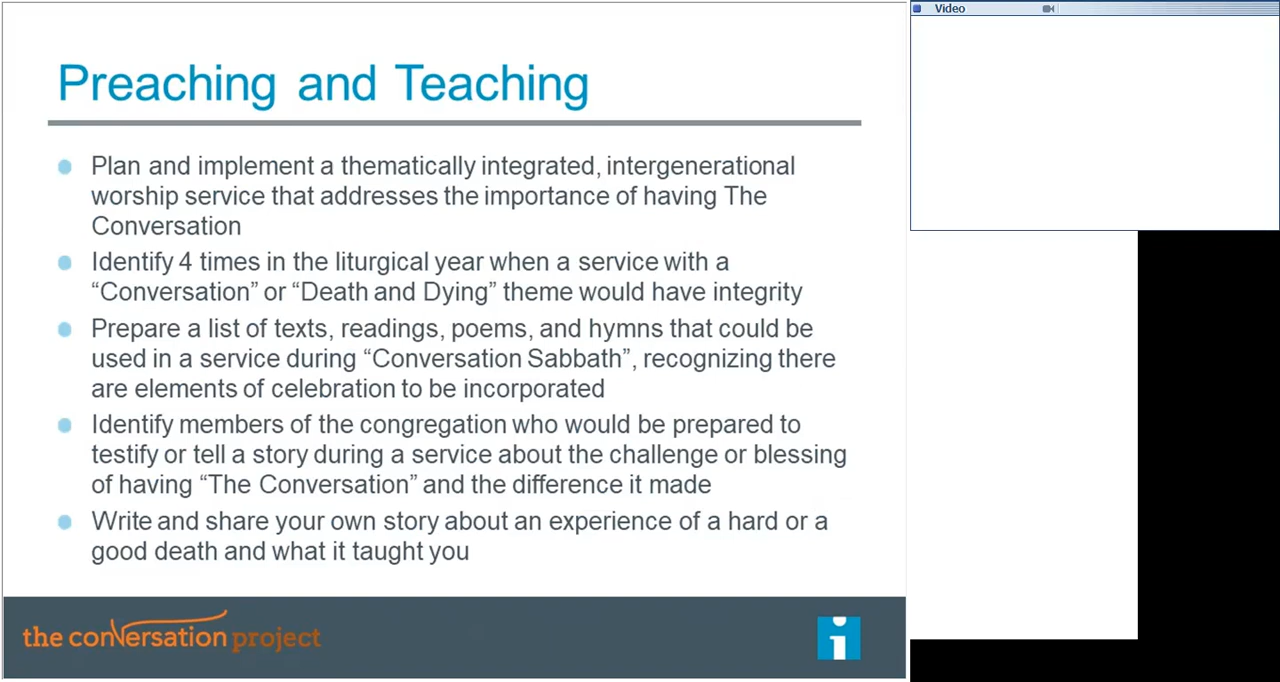 Video
Preaching and Teaching
Plan and implement a thematically integrated, intergenerational
worship service that addresses the importance of having The
Conversation
Identify 4 times in the liturgical year when a service with a
“Conversation” or “Death and Dying” theme would have integrity
Prepare a list of texts, readings, poems, and hymns that could be
used in a service during “Conversation Sabbath”, recognizing there
are elements of celebration to be incorporated
Identify members of the congregation who would be prepared to
testify or tell a story during a service about the challenge or blessing
of having “The Conversation” and the difference it made
Write and share your own story about an experience of a hard or a
good death and what it taught you
the conversation project
i